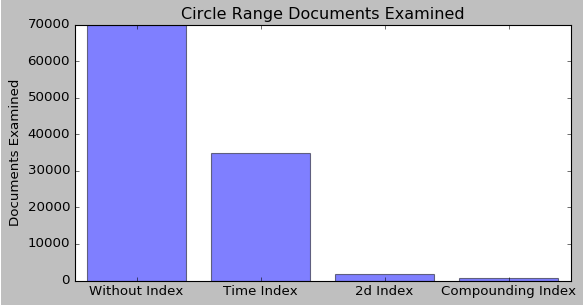 Circle Range Documents Examined
70000
60000
50000
40000
30000
20000
10000
0
Documents Examined
Without Index
Time Index
2d Index
Compounding Index